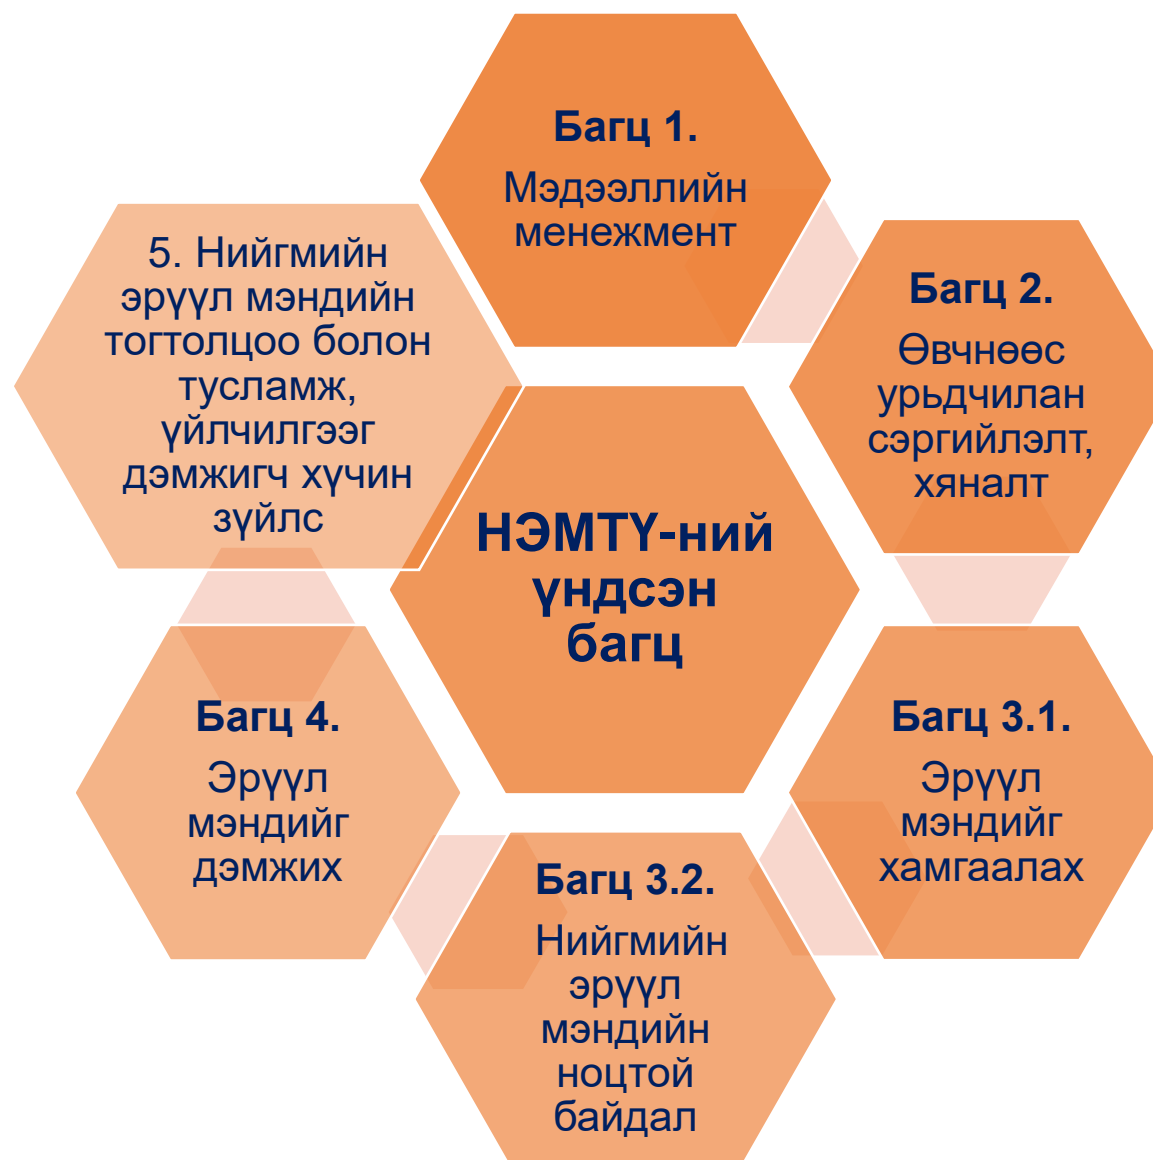 Багц 1.
Мэдээллийн
менежмент
Багц 2.
Өвчнөөс
урьдчилан
сэргийлэлт,
хяналт
Багц 3.1.
Эрүүл
мэндийг
хамгаалах
Багц 3.2.
Нийгмийн
эрүүл
мэндийн
ноцтой
байдал
Багц 4.
Эрүүл
мэндийг
дэмжих
5. Нийгмийн
эрүүл мэндийн
тогтолцоо болон
тусламж,
үйлчилгээг
дэмжигч хүчин
зүйлс
НЭМТҮ-ний
үндсэн
багц